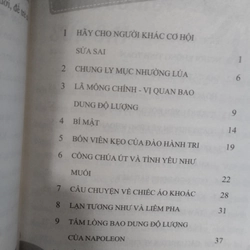 1 HÃY CHO NGƯỜI KHÁC CƠ HỘI
SỬA SAI 1
2 CHUNG LY MỤC NHƯỜNG LÚA 6
3 LÃ MÔNG CHÍNH - VỊ QUAN BAO
DUNG ĐỘ LƯỢNG
4 BÍ MẬT
5 BỐN VIÊN KẸO CỦA ĐÀO HÀNH TRI
6 CÔNG CHÚA ÚT VÀ TÌNH YÊU NHƯ
MUỐI 22
7 CÂU CHUYỆN VỀ CHIẾC ÁO KHOÁC 28
8 LẠN TƯƠNG NHƯ VÀ LIÊM PHA 31
9 TẤM LÒNG BAO DUNG ĐỘ LƯỢNG
CỦA NAPOLEON 37